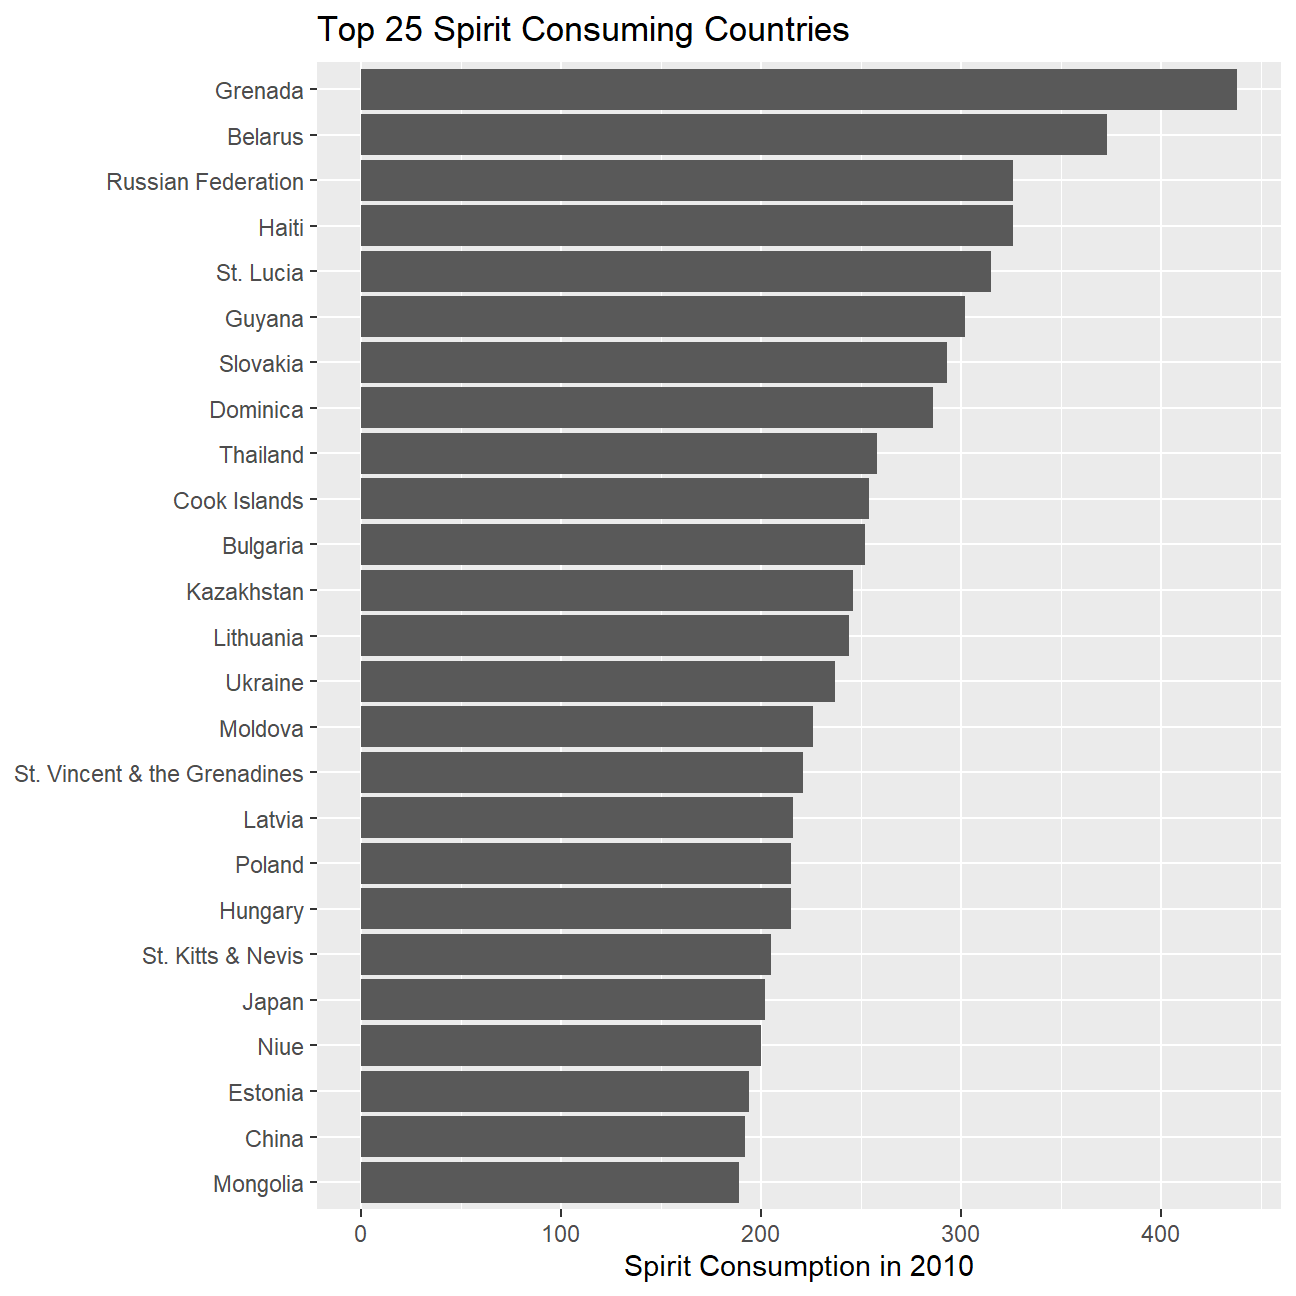 Top 25 Spirit Consuming Countries
Grenada
Belarus
Russian Federation
Haiti
St. Lucia
Guyana
Slovakia
Dominica
Thailand
Cook Islands
Bulgaria
Kazakhstan
Lithuania
Ukraine
Moldova
St. Vincent & the Grenadines
Latvia
Poland
Hungary
St. Kitts & Nevis
Japan
Niue
Estonia
China
Mongolia
0 100 200 300 400
Spirit Consumption in 2010